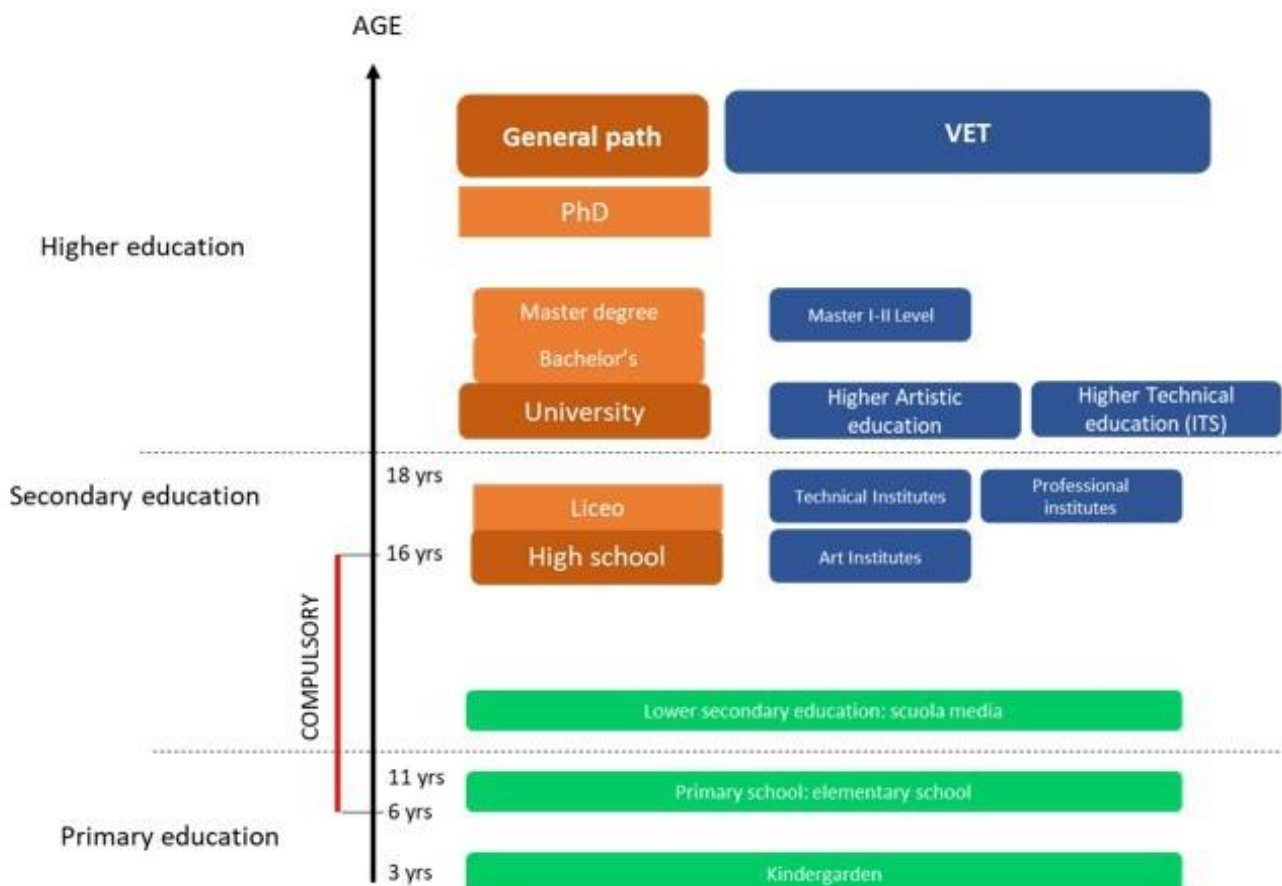 AGE
General path
VET
PhD
Higher education
Master degree
Master I-II Level
Bachelor's
University
Higher Artistic
education
Higher Technical
education (ITS)
18 yrs
Secondary education
Liceo
Technical Institutes
Professional
institutes
16 yrs
High school
Art Institutes
COMPULSORY
Lower secondary education: scuola media
11 yrs
Primary school: elementary school
6 yrs
Primary education
3 yrs
Kindergarden